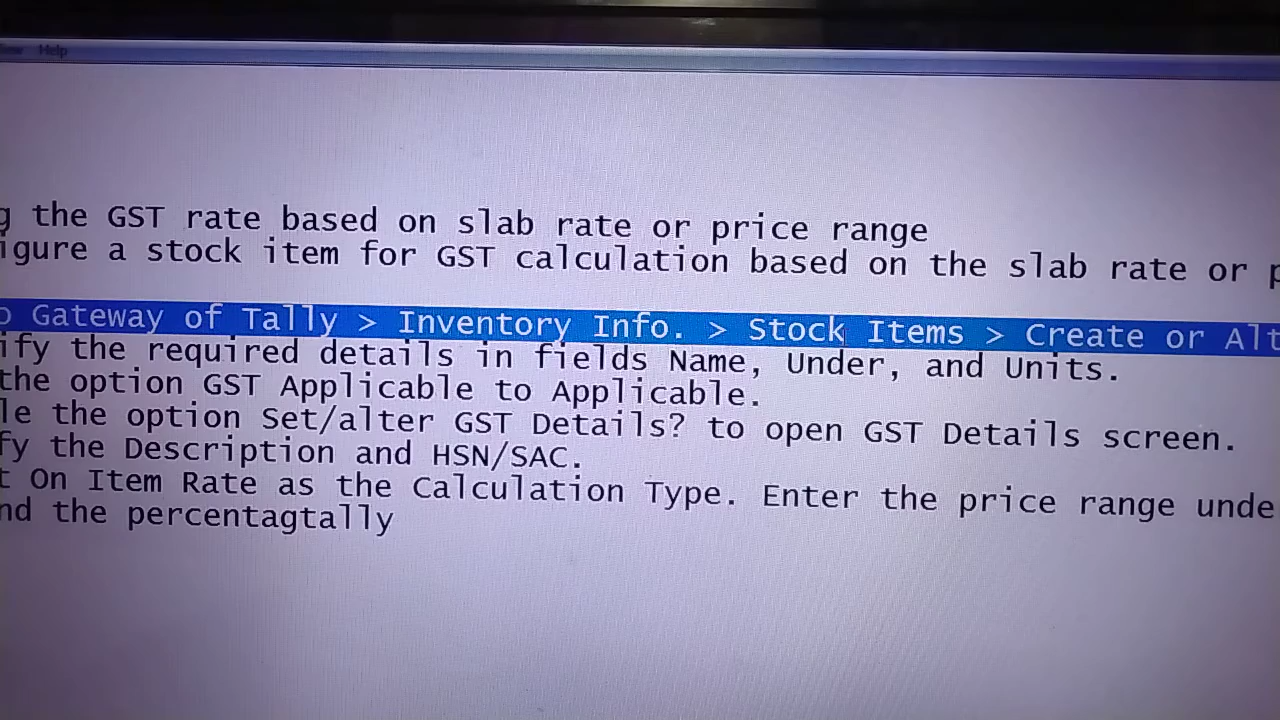 Help
g the GST rate based on slab rate or price range
igure a stock item for GST calculation based on the slab rate or p
o Gateway of Tally > Inventory Info. > Stock Items > Create or Alt
ify the required details in fields Name, Under, and Units.
the option GST Applicable to Applicable.
le the option Set/alter GST Details? to open GST Details screen.
fy the Description and HSN/SAC.
t On Item Rate as the Calculation Type. Enter the price range unde
nd the percentagtally